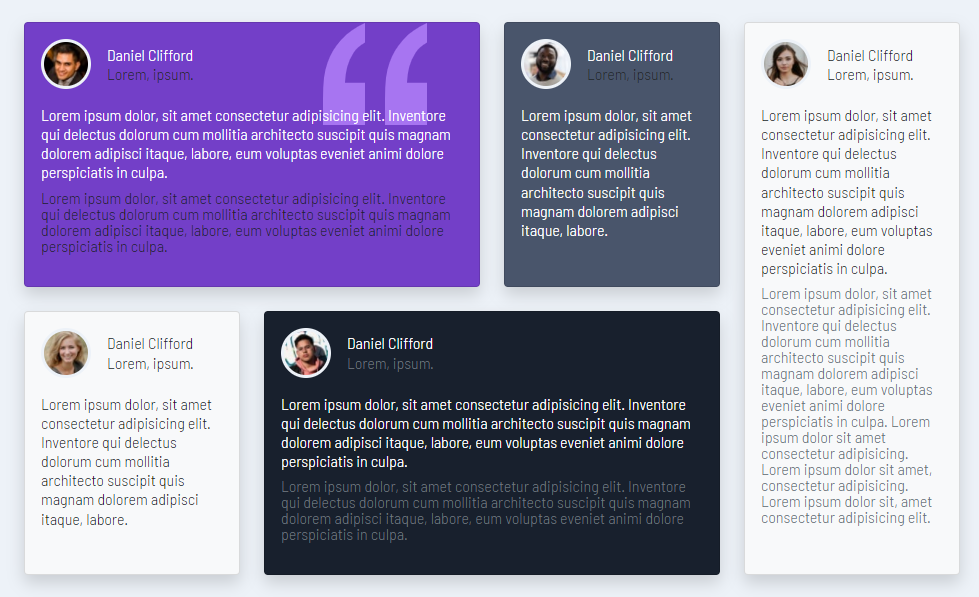 Daniel Clifford
Lorem, ipsum.
Lorem ipsum dolor, sit amet consectetur adipisicing elit. Inventore
qui delectus dolorum cum mollitia architecto suscipit quis magnam
dolorem adipisci itaque, labore, eum voluptas eveniet animi dolore
perspiciatis in culpa.
Lorem ipsum dolor, sit amet consectetur adipisicing elit. Inventore
qui delectus dolorum cum mollitia architecto suscipit quis magnam
dolorem adipisci itaque, labore, eum voluptas eveniet animi dolore
perspiciatis in culpa.
Daniel Clifford
Lorem, ipsum.
Lorem ipsum dolor, sit amet
consectetur adipisicing elit.
Inventore qui delectus
dolorum cum mollitia
architecto suscipit quis
magnam dolorem adipisci
itaque, labore.
Daniel Clifford
Lorem, ipsum.
Lorem ipsum dolor, sit amet
consectetur adipisicing elit.
Inventore qui delectus
dolorum cum mollitia
architecto suscipit quis
magnam dolorem adipisci
itaque, labore, eum voluptas
eveniet animi dolore
perspiciatis in culpa.
Lorem ipsum dolor, sit amet
consectetur adipisicing elit.
Inventore qui delectus
dolorum cum mollitia
architecto suscipit quis
magnam dolorem adipisci
itaque, labore, eum voluptas
eveniet animi dolore
perspiciatis in culpa. Lorem
ipsum dolor sit amet
consectetur adipisicing.
Lorem ipsum dolor sit amet,
consectetur adipisicing.
Lorem ipsum dolor sit, amet
consectetur adipisicing elit.
Daniel Clifford
Lorem, ipsum.
Lorem ipsum dolor, sit amet
consectetur adipisicing elit.
Inventore qui delectus
dolorum cum mollitia
architecto suscipit quis
magnam dolorem adipisci
itaque, labore.
Daniel Clifford
Lorem, ipsum.
Lorem ipsum dolor, sit amet consectetur adipisicing elit. Inventore
qui delectus dolorum cum mollitia architecto suscipit quis magnam
dolorem adipisci itaque, labore, eum voluptas eveniet animi dolore
perspiciatis in culpa.
Lorem ipsum dolor, sit amet consectetur adipisicing elit. Inventore
qui delectus dolorum cum mollitia architecto suscipit quis magnam
dolorem adipisci itaque, labore, eum voluptas eveniet animi dolore
perspiciatis in culpa.